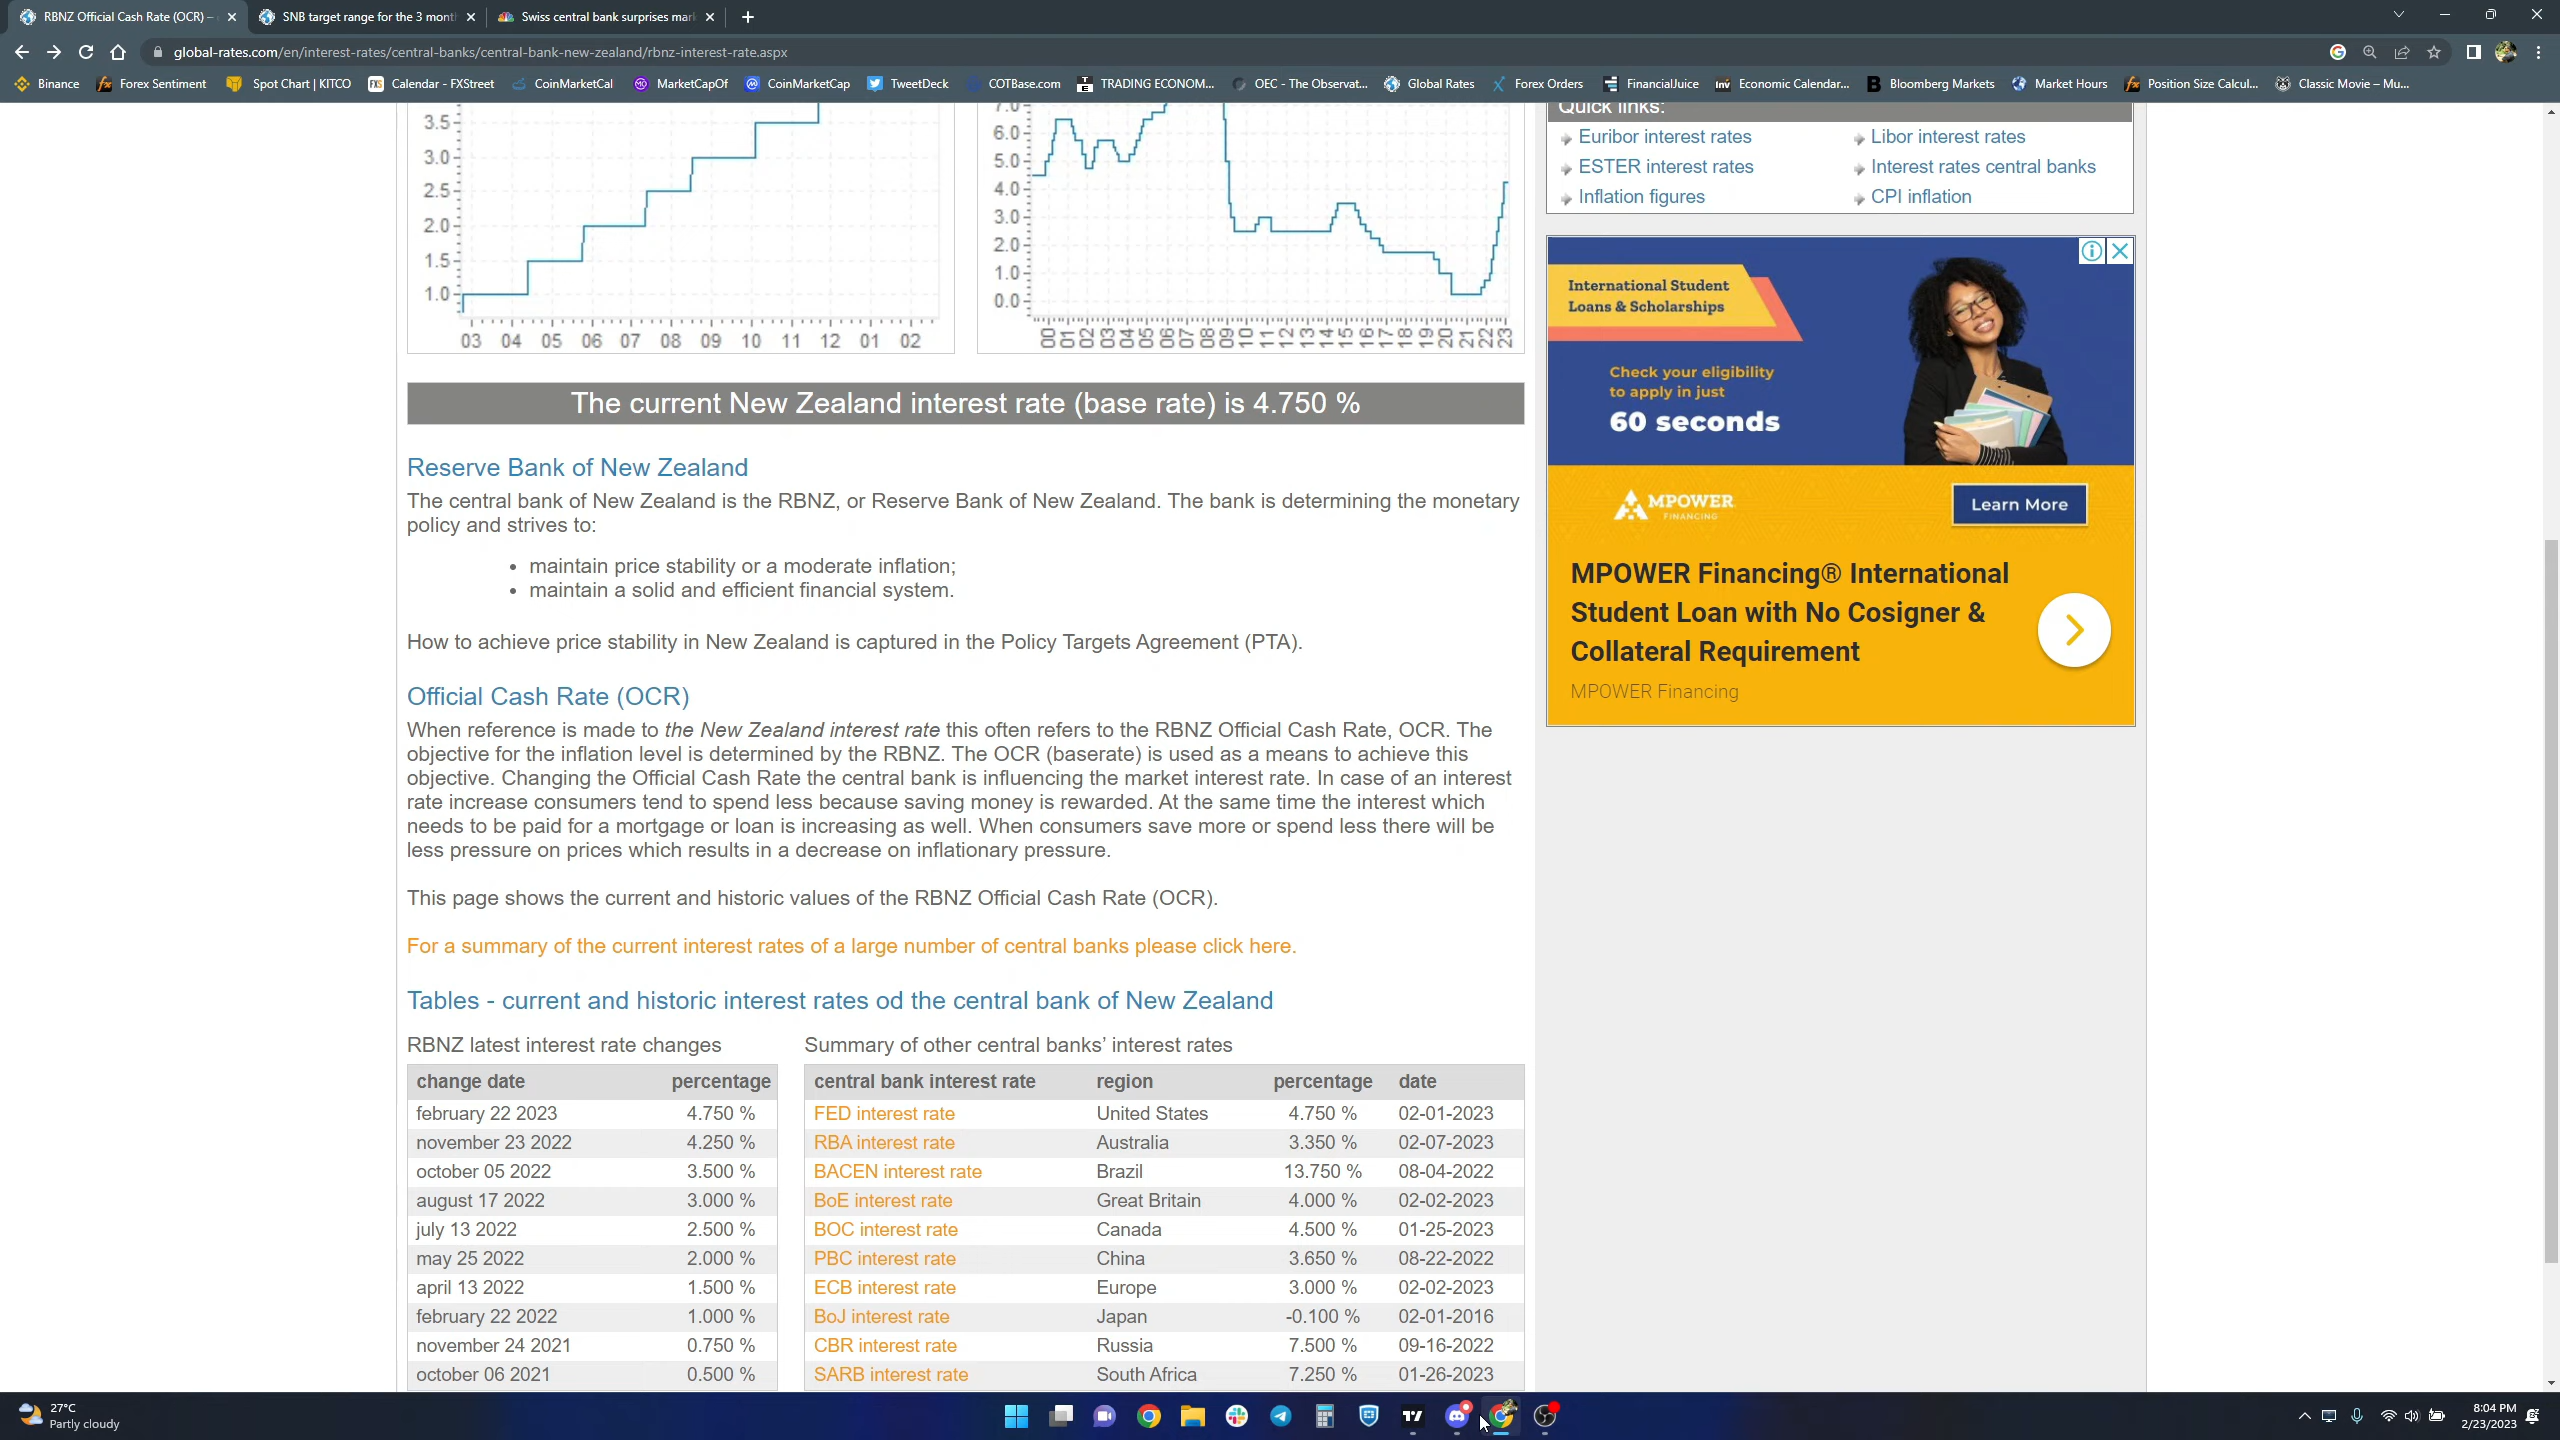 RBNZ Official Cash Rate (OCR) –
SNB target range for the 3 month
Swiss central bank surprises mar
global-rates.com/en/interest-rates/central-banks/central-bank-new-zealand/rbnz-interest-rate.aspx
Binance
Forex Sentiment
Spot Chart | KITCO
Calendar - FXStreet
CoinMarketCal
MarketCapOf
CoinMarketCap
TweetDeck
COTBase.com
TRADING ECONOM...
OEC - The Observat...
Global Rates
Forex Orders
FinancialJuice
Economic Calendar...
Bloomberg Markets
Market Hours
Position Size Calcul...
Classic Movie – Mu...
3.5
3.0
2.5
2.0
1.5
1.0
03 04 05 06 07 08 09 10 11 12 01 02
7.0
6.0
5.0
4.0
3.0
2.0
1.0
0.0
00 01 02 03 04 05 06 07 08 09 10 11 12 13 14 15 16 17 18 19 20 21 22 23
Quick links:
Euribor interest rates
Libor interest rates
ESTER interest rates
Interest rates central banks
Inflation figures
CPI inflation
International Student
Loans & Scholarships
Check your eligibility
to apply in just
60 seconds
MPOWER
FINANCING
Learn More
MPOWER Financing® International
Student Loan with No Cosigner &
Collateral Requirement
MPOWER Financing
The current New Zealand interest rate (base rate) is 4.750 %
Reserve Bank of New Zealand
The central bank of New Zealand is the RBNZ, or Reserve Bank of New Zealand. The bank is determining the monetary
policy and strives to:
• maintain price stability or a moderate inflation;
• maintain a solid and efficient financial system.
How to achieve price stability in New Zealand is captured in the Policy Targets Agreement (PTA).
Official Cash Rate (OCR)
When reference is made to the New Zealand interest rate this often refers to the RBNZ Official Cash Rate, OCR. The
objective for the inflation level is determined by the RBNZ. The OCR (baserate) is used as a means to achieve this
objective. Changing the Official Cash Rate the central bank is influencing the market interest rate. In case of an interest
rate increase consumers tend to spend less because saving money is rewarded. At the same time the interest which
needs to be paid for a mortgage or loan is increasing as well. When consumers save more or spend less there will be
less pressure on prices which results in a decrease on inflationary pressure.
This page shows the current and historic values of the RBNZ Official Cash Rate (OCR).
For a summary of the current interest rates of a large number of central banks please click here.
Tables - current and historic interest rates od the central bank of New Zealand
RBNZ latest interest rate changes
change date percentage
february 22 2023 4.750 %
november 23 2022 4.250 %
october 05 2022 3.500 %
august 17 2022 3.000 %
july 13 2022 2.500 %
may 25 2022 2.000 %
april 13 2022 1.500 %
february 22 2022 1.000 %
november 24 2021 0.750 %
october 06 2021 0.500 %
Summary of other central banks' interest rates
central bank interest rate region percentage date
FED interest rate United States 4.750 % 02-01-2023
RBA interest rate Australia 3.350 % 02-07-2023
BACEN interest rate Brazil 13.750 % 08-04-2022
BoE interest rate Great Britain 4.000 % 02-02-2023
BOC interest rate Canada 4.500 % 01-25-2023
PBC interest rate China 3.650 % 08-22-2022
ECB interest rate Europe 3.000 % 02-02-2023
BoJ interest rate Japan -0.100 % 02-01-2016
CBR interest rate Russia 7.500 % 09-16-2022
SARB interest rate South Africa 7.250 % 01-26-2023
27°C
Partly cloudy
8:04 PM
2/23/2023